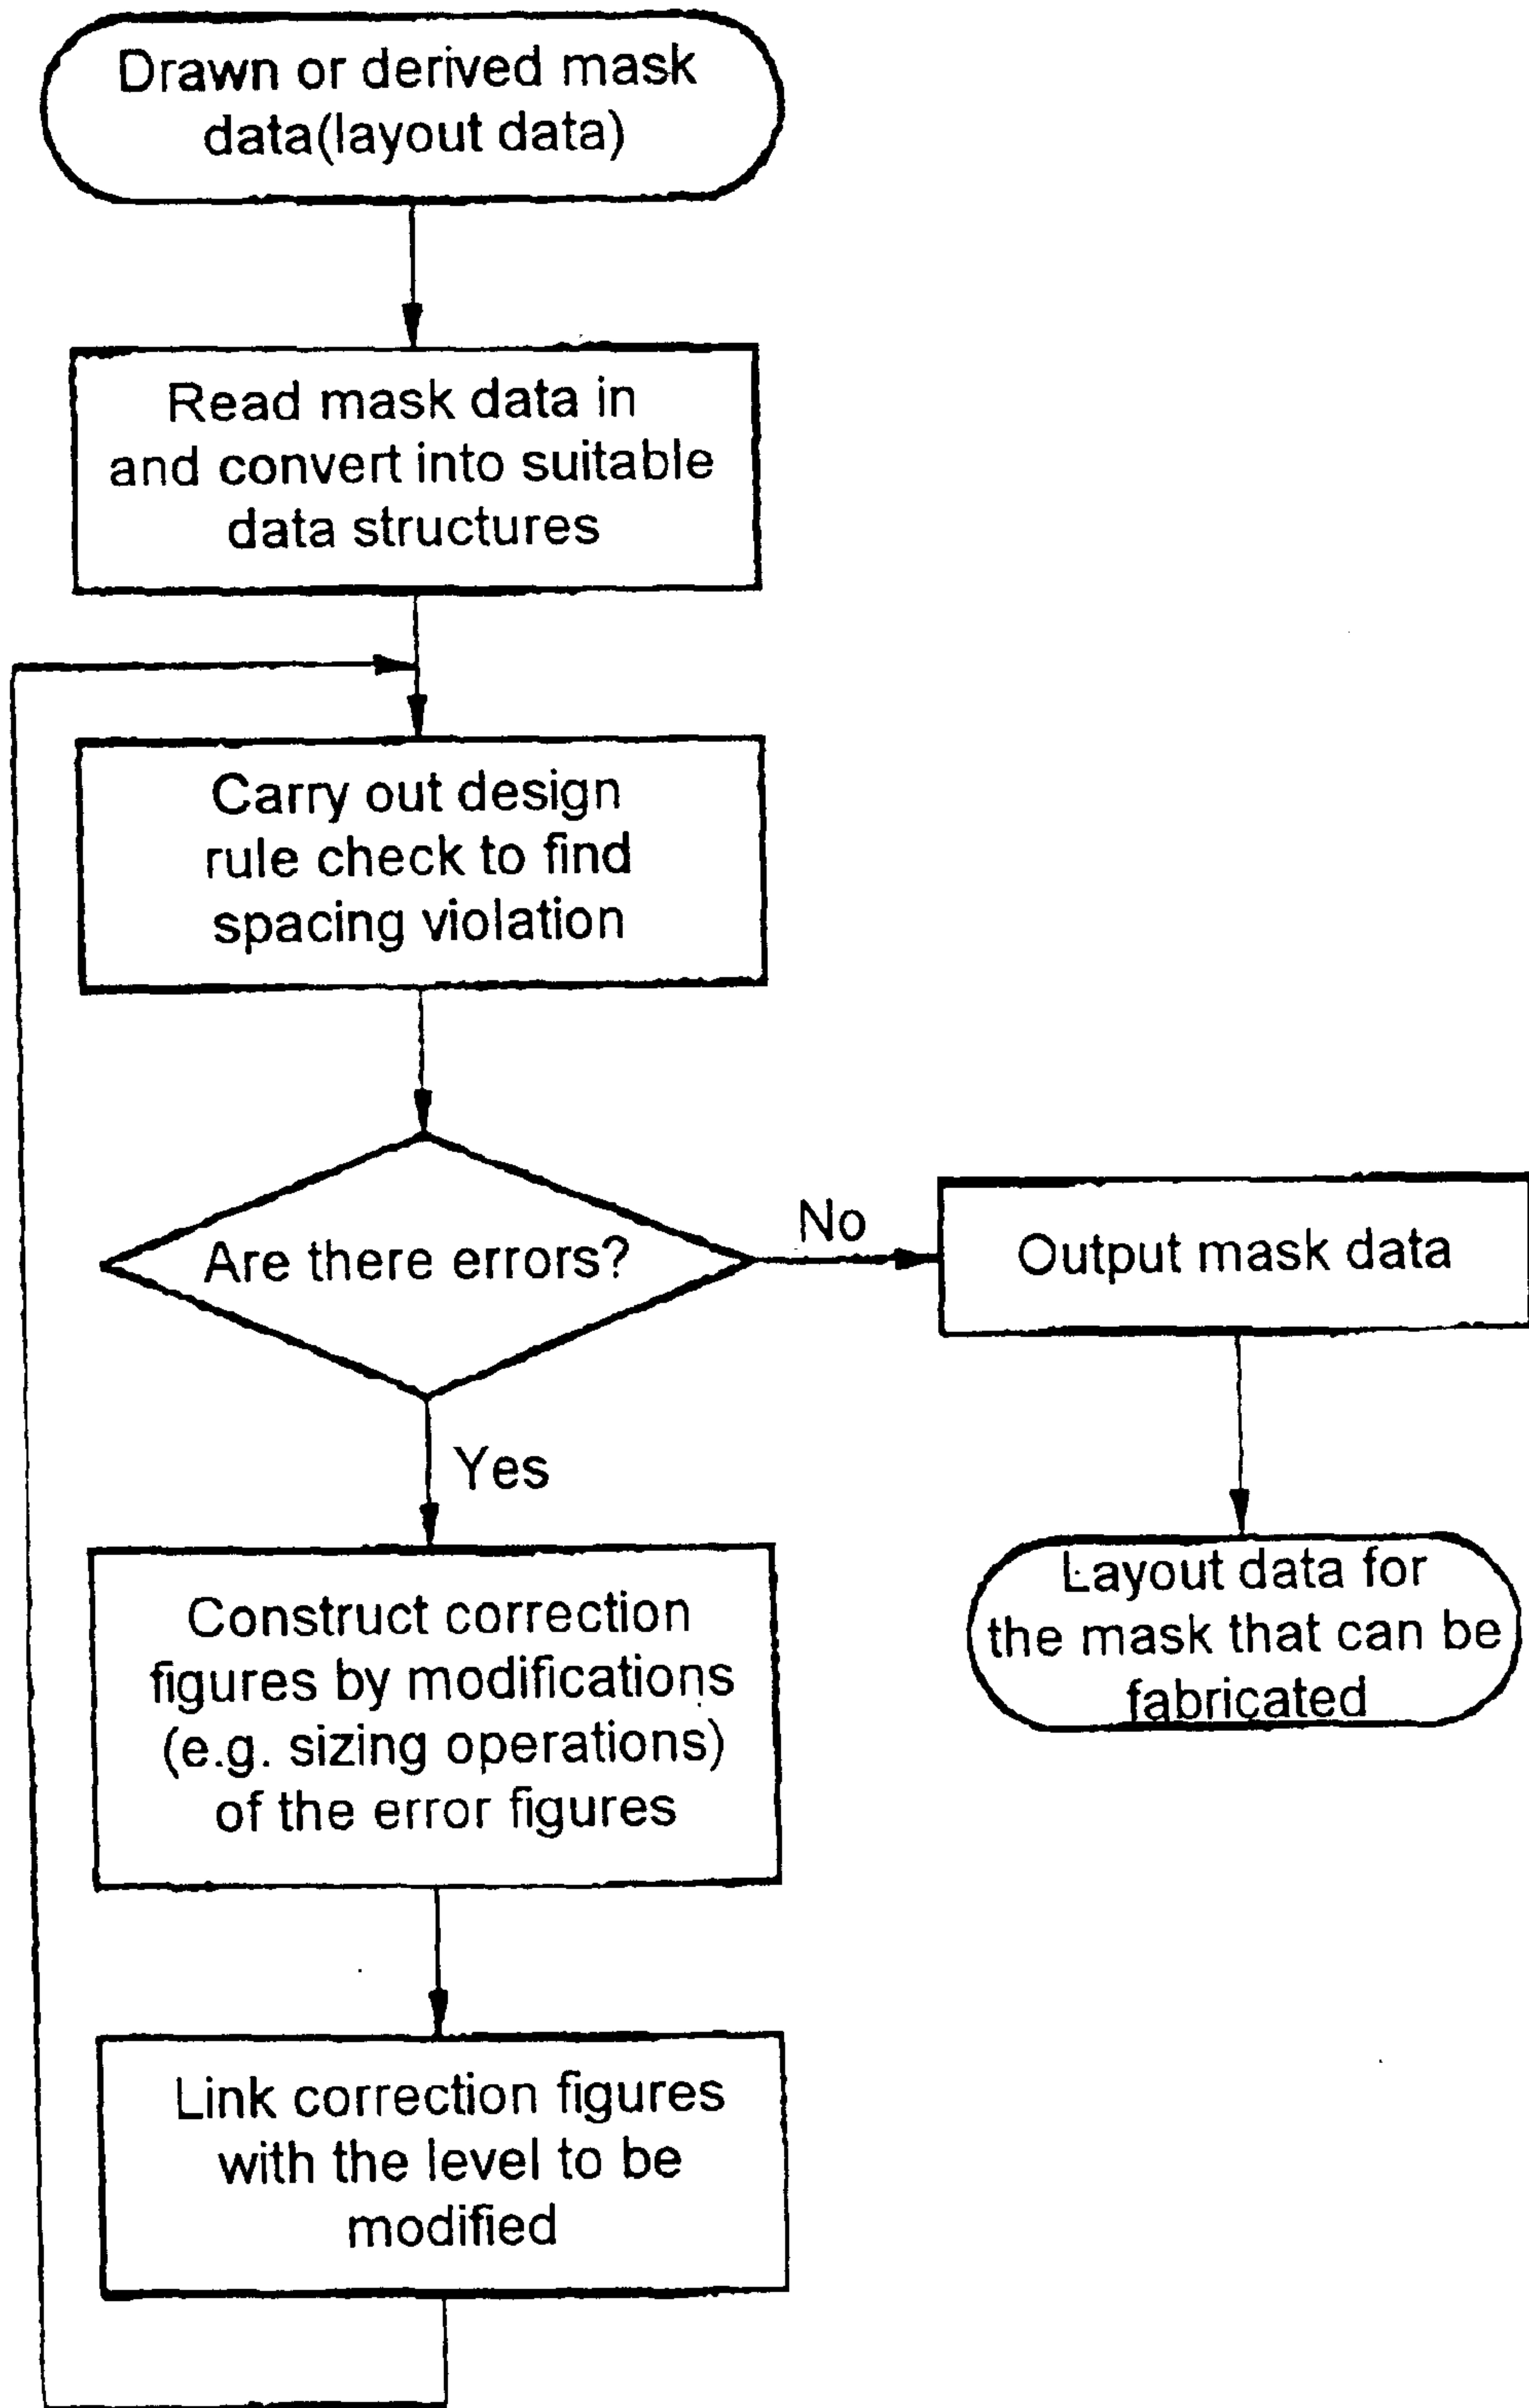 Drawn or derived mask
data(layout data)
Read mask data in
and convert into suitable
data structures
Carry out design
rule check to find
spacing violation
Are there errors?
No
Output mask data
Yes
Layout data for
the mask that can be
fabricated
Construct correction
figures by modifications
(e.g. sizing operations)
of the error figures
Link correction figures
with the level to be
modified